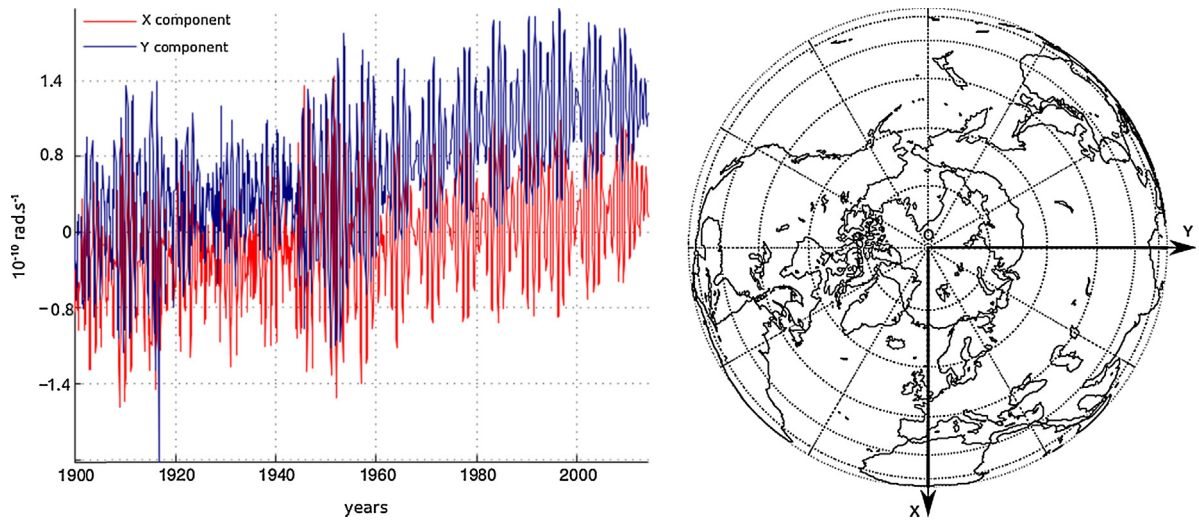 X component
Y component
1.4
0.8
0
−0.8
−1.4
10⁻¹⁰ rad.s⁻¹
1900 1920 1940 1960 1980 2000
years
Y
X